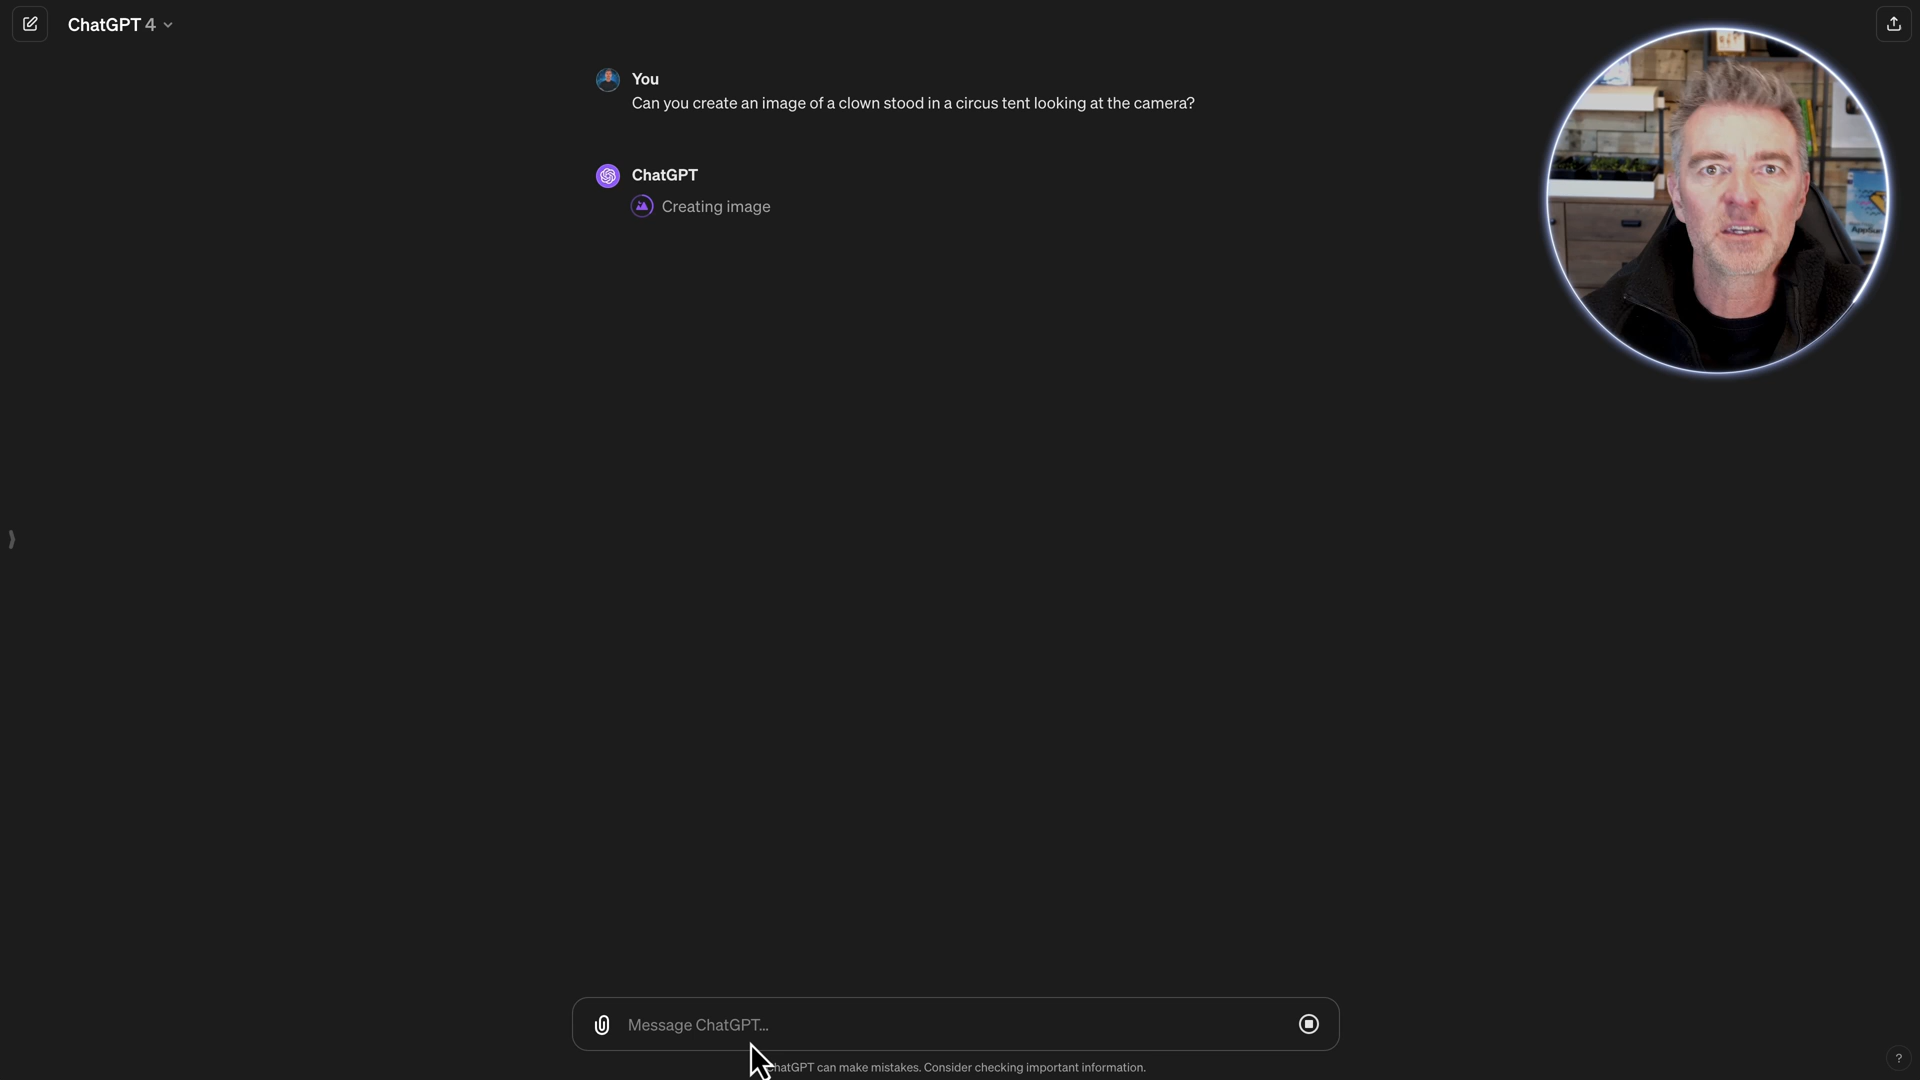 ChatGPT 4
You
Can you create an image of a clown stood in a circus tent looking at the camera?
ChatGPT
Creating image
Message ChatGPT...
hatGPT can make mistakes. Consider checking important information.
?